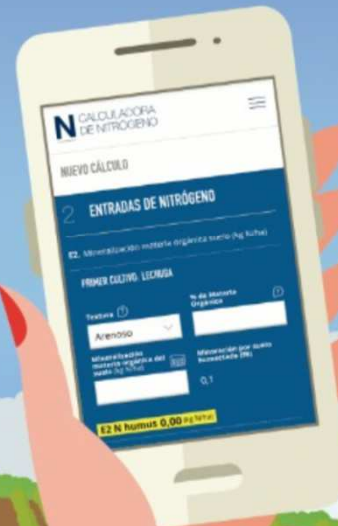 N CALCULADORA
DE NITRÓGENO
NUEVO CÁLCULO
2 ENTRADAS DE NITRÓGENO
E2. Mineralización materia orgánica suelo (kg N/ha)
PRIMER CULTIVO: LECHUGA
Textura ?
% de Materia
Orgánica ?
Arenoso
Mineralización
materia orgánica del
suelo (kg N/ha)
Mineración por suelo
humectado (%)
0,1
E2 N humus 0,00 (kg N/ha)